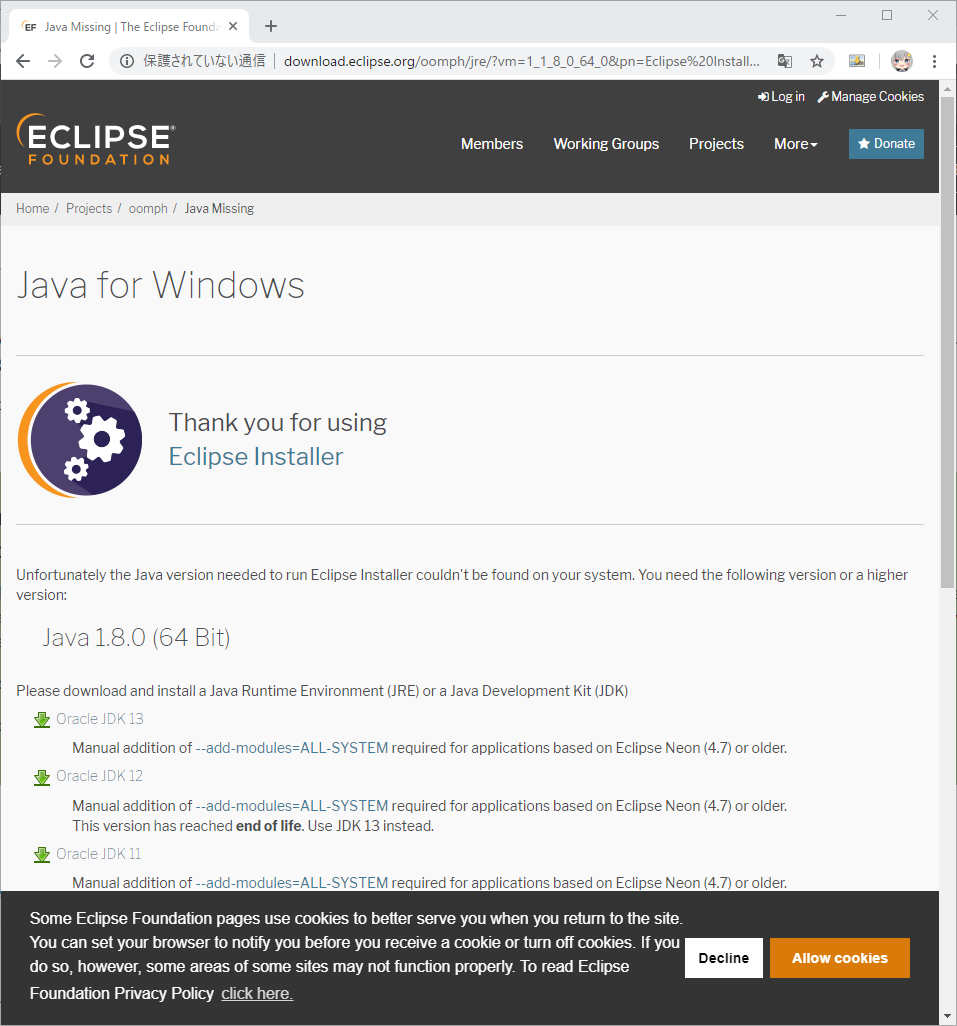 EF Java Missing | The Eclipse Founda
保護されていない通信 download.eclipse.org/oomph/jre/?vm=1_1_8_0_64_0&pn=Eclipse%20Install...
Log in Manage Cookies
ECLIPSE®
FOUNDATION
Members Working Groups Projects More Donate
Home / Projects / oomph / Java Missing
Java for Windows
Thank you for using
Eclipse Installer
Unfortunately the Java version needed to run Eclipse Installer couldn't be found on your system. You need the following version or a higher
version:
Java 1.8.0 (64 Bit)
Please download and install a Java Runtime Environment (JRE) or a Java Development Kit (JDK)
Oracle JDK 13
Manual addition of --add-modules=ALL-SYSTEM required for applications based on Eclipse Neon (4.7) or older.
Oracle JDK 12
Manual addition of --add-modules=ALL-SYSTEM required for applications based on Eclipse Neon (4.7) or older.
This version has reached end of life. Use JDK 13 instead.
Oracle JDK 11
Manual addition of --add-modules=ALL-SYSTEM required for applications based on Eclipse Neon (4.7) or older.
Some Eclipse Foundation pages use cookies to better serve you when you return to the site.
You can set your browser to notify you before you receive a cookie or turn off cookies. If you
do so, however, some areas of some sites may not function properly. To read Eclipse
Foundation Privacy Policy click here.
Decline Allow cookies